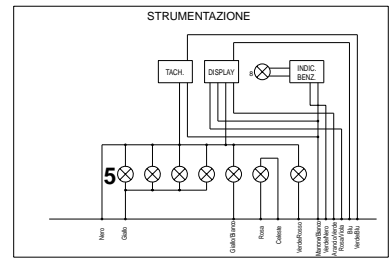 STRUMENTAZIONE
TACH.
DISPLAY
8
INDIC.
BENZ.
5
Nero
Giallo
Giallo/Bianco
Rosa
Celeste
Verde/Rosso
Marrone/Bianco
Verde/Nero
Arancio/Verde
Rosa/Viola
Blu
Verde/Blu